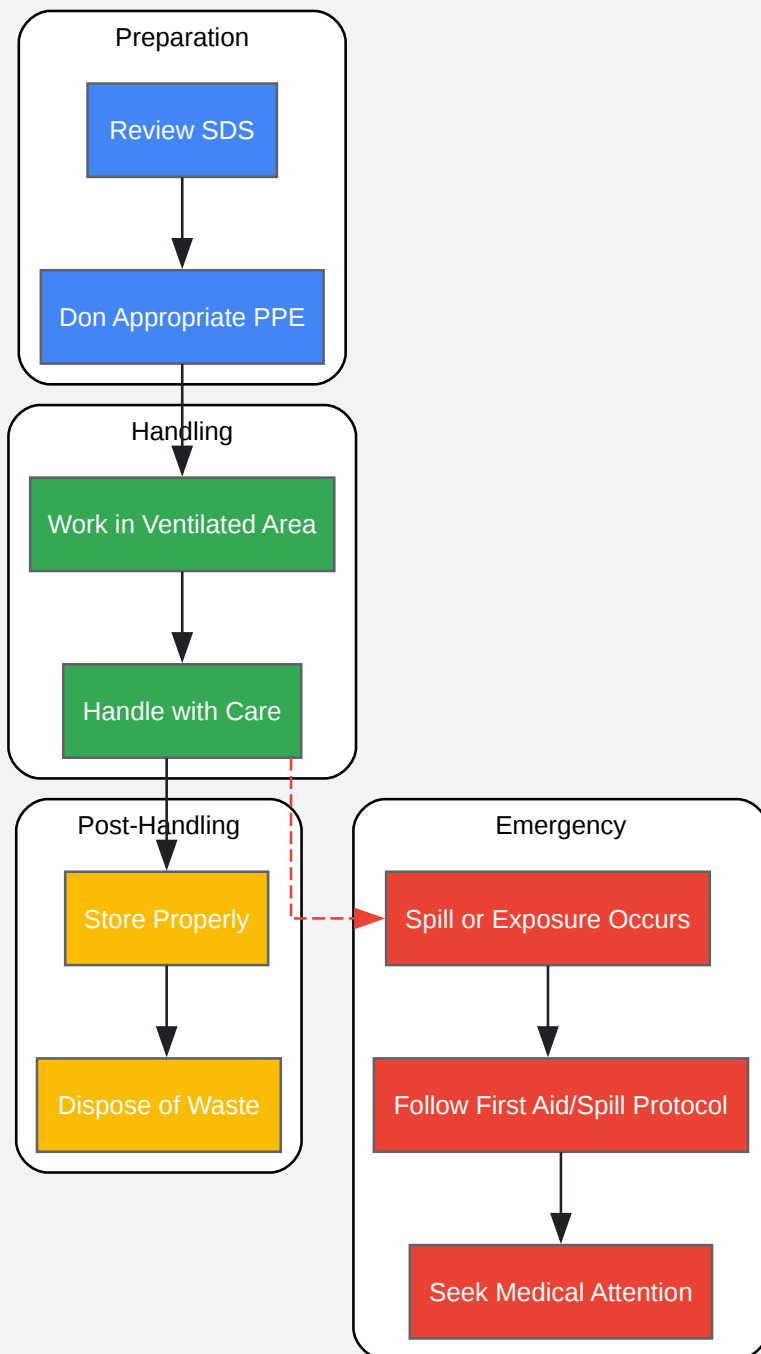 Preparation
Review SDS
Don Appropriate PPE
Handling
Work in Ventilated Area
Handle with Care
Post-Handling
Store Properly
Dispose of Waste
Emergency
Spill or Exposure Occurs
Follow First Aid/Spill Protocol
Seek Medical Attention